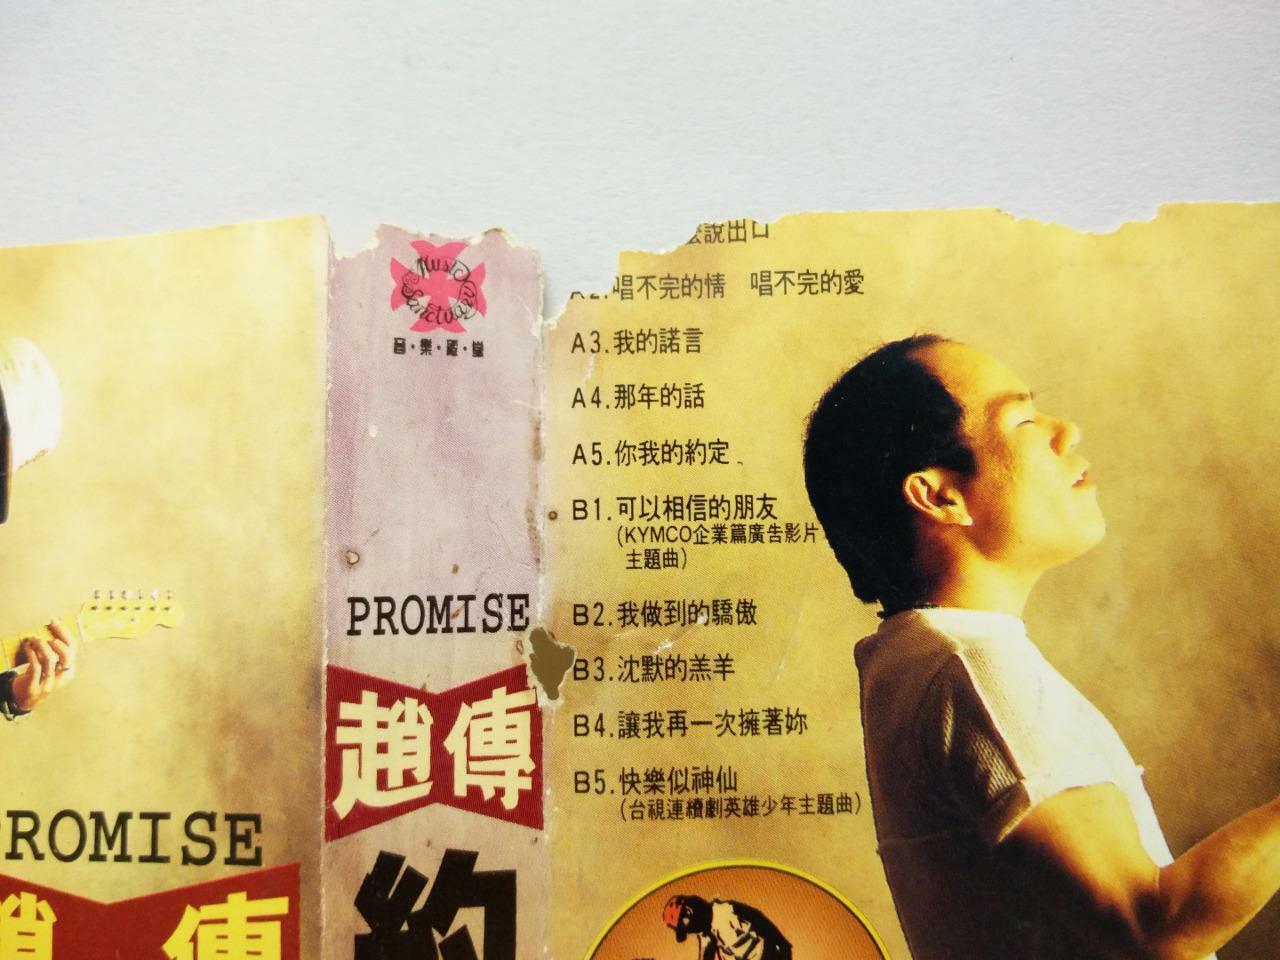 Music Sanctuary
音·樂·殿·堂
PROMISE
趙傳
約
PROMISE
趙傳
麼說出口
A2.唱不完的情 唱不完的愛
A3.我的諾言
A4.那年的話
A5.你我的約定
B1.可以相信的朋友
(KYMCO企業篇廣告影片
主題曲)
B2.我做到的驕傲
B3.沈默的羔羊
B4.讓我再一次擁著妳
B5.快樂似神仙
(台視連續劇英雄少年主題曲)